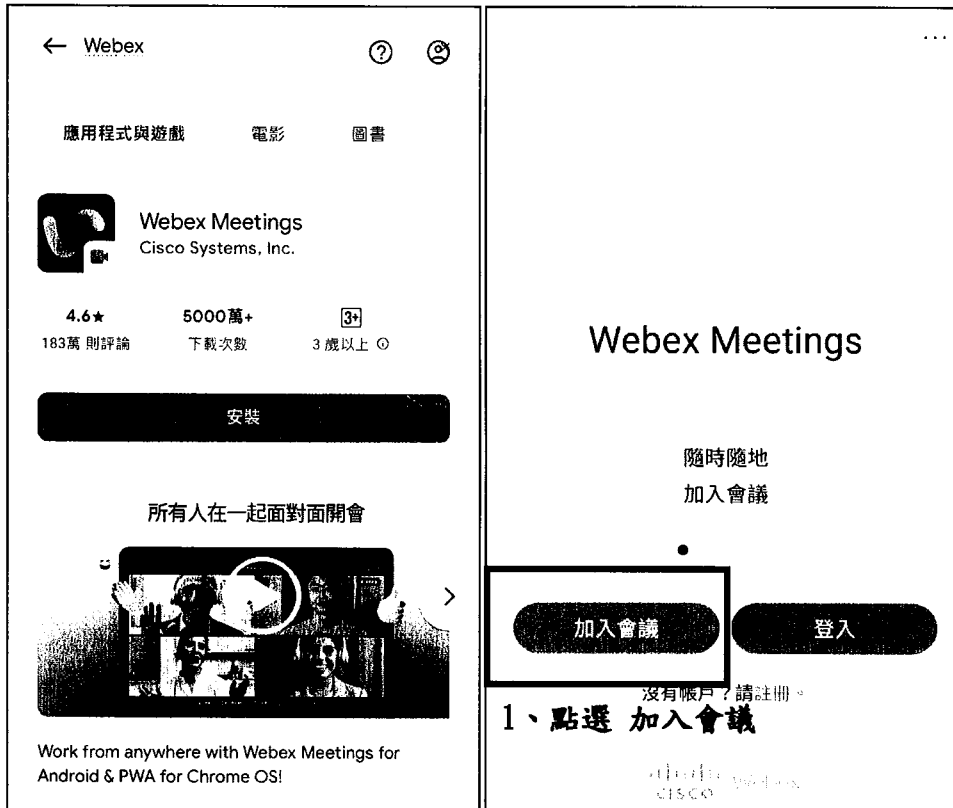 ← Webex
應用程式與遊戲 電影 圖書
Webex Meetings
Cisco Systems, Inc.
4.6★ 5000萬+ 3+
183萬 則評論 下載次數 3 歲以上
安裝
所有人在一起面對面開會
Work from anywhere with Webex Meetings for
Android & PWA for Chrome OS!
...
Webex Meetings
隨時隨地
加入會議
加入會議 登入
沒有帳戶？請註冊。
1、點選 加入會議
CISCO Webex